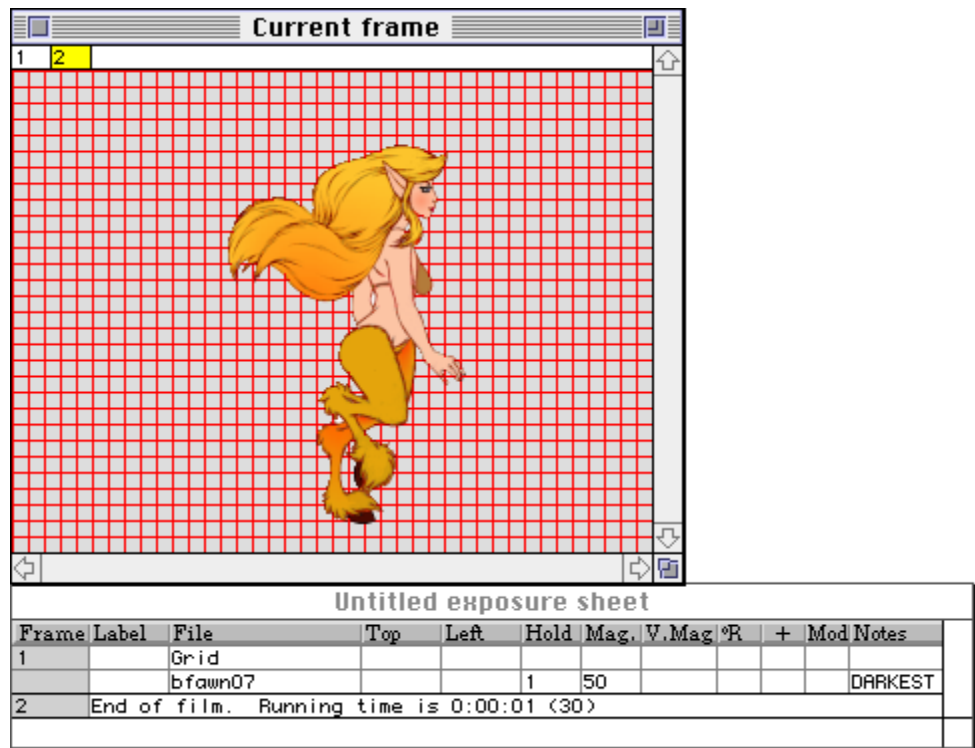 Current frame
1 2
Untitled exposure sheet
Frame Label File Top Left Hold Mag. V.Mag °R + Mod Notes
1 Grid
bfawn07 1 50 DARKEST
2 End of film. Running time is 0:00:01 (30)